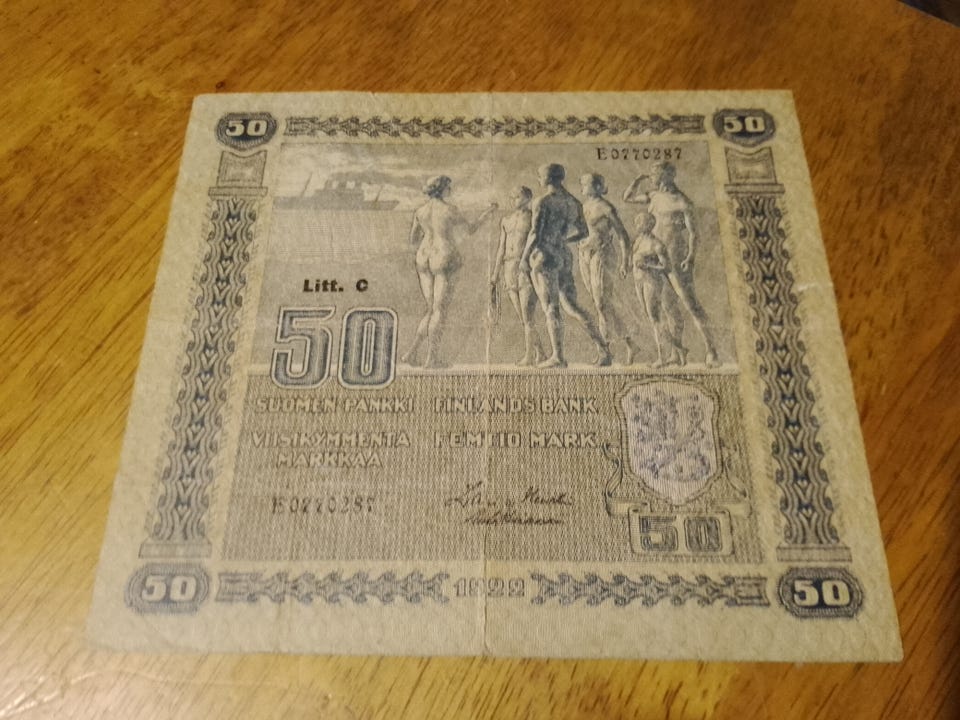 50 50
E0770287
Litt. C
50
SUOMEN PANKKI FINLANDS BANK
VIISIKYMMENTÄ FEMTIO MARK
MARKKAA
E0770287
50
50 1922 50